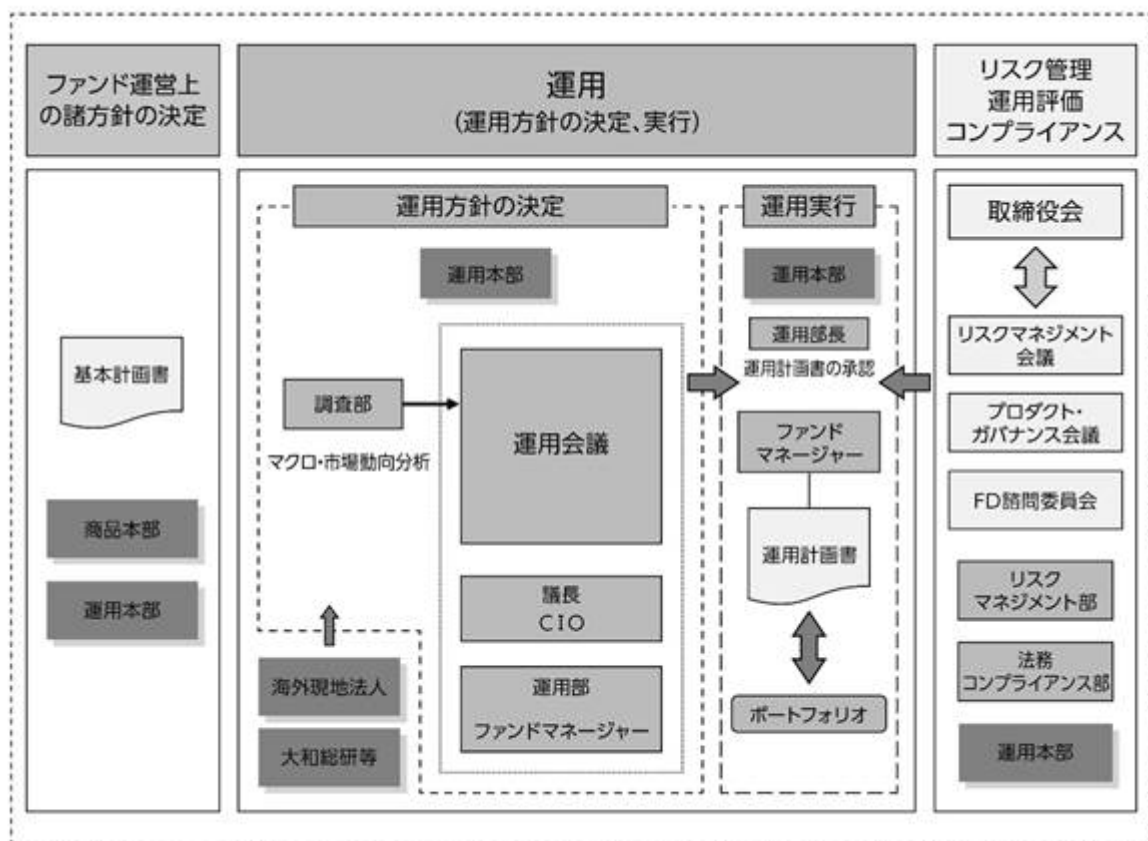 ファンド運営上
の諸方針の決定
基本計画書
商品本部
運用本部
運用
(運用方針の決定、実行)
運用方針の決定
運用本部
調査部
マクロ・市場動向分析
運用会議
議長
CIO
運用部
ファンドマネージャー
海外現地法人
大和総研等
運用実行
運用本部
運用部長
運用計画書の承認
ファンド
マネージャー
運用計画書
ポートフォリオ
リスク管理
運用評価
コンプライアンス
取締役会
リスクマネジメント
会議
プロダクト・
ガバナンス会議
FD諮問委員会
リスク
マネジメント部
法務
コンプライアンス部
運用本部